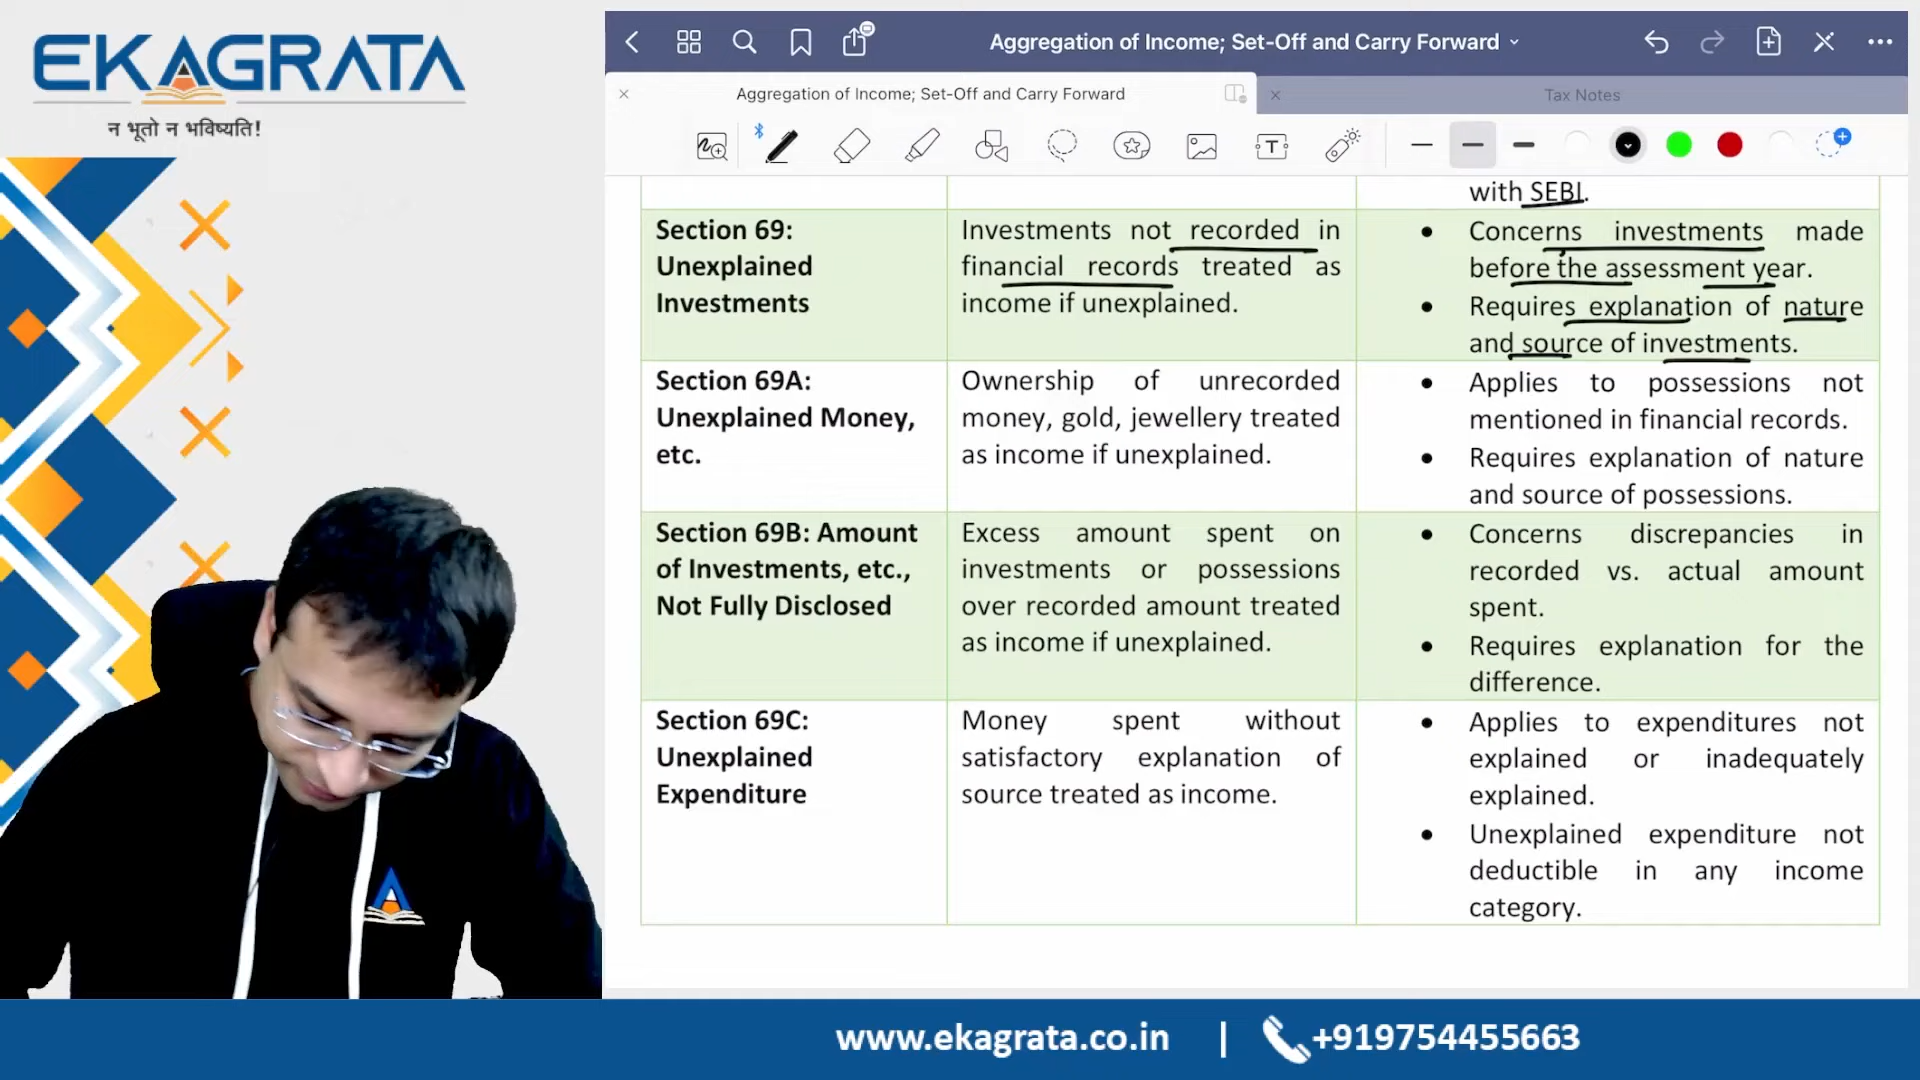 EKAGRATA
न भूतो न भविष्यति!
Aggregation of Income; Set-Off and Carry Forward
Aggregation of Income; Set-Off and Carry Forward
Tax Notes
with SEBI.
Section 69:
Unexplained
Investments
Investments not recorded in
financial records treated as
income if unexplained.
• Concerns investments made
before the assessment year.
• Requires explanation of nature
and source of investments.
Section 69A:
Unexplained Money,
etc.
Ownership of unrecorded
money, gold, jewellery treated
as income if unexplained.
• Applies to possessions not
mentioned in financial records.
• Requires explanation of nature
and source of possessions.
Section 69B: Amount
of Investments, etc.,
Not Fully Disclosed
Excess amount spent on
investments or possessions
over recorded amount treated
as income if unexplained.
• Concerns discrepancies in
recorded vs. actual amount
spent.
• Requires explanation for the
difference.
Section 69C:
Unexplained
Expenditure
Money spent without
satisfactory explanation of
source treated as income.
• Applies to expenditures not
explained or inadequately
explained.
• Unexplained expenditure not
deductible in any income
category.
www.ekagrata.co.in | +919754455663